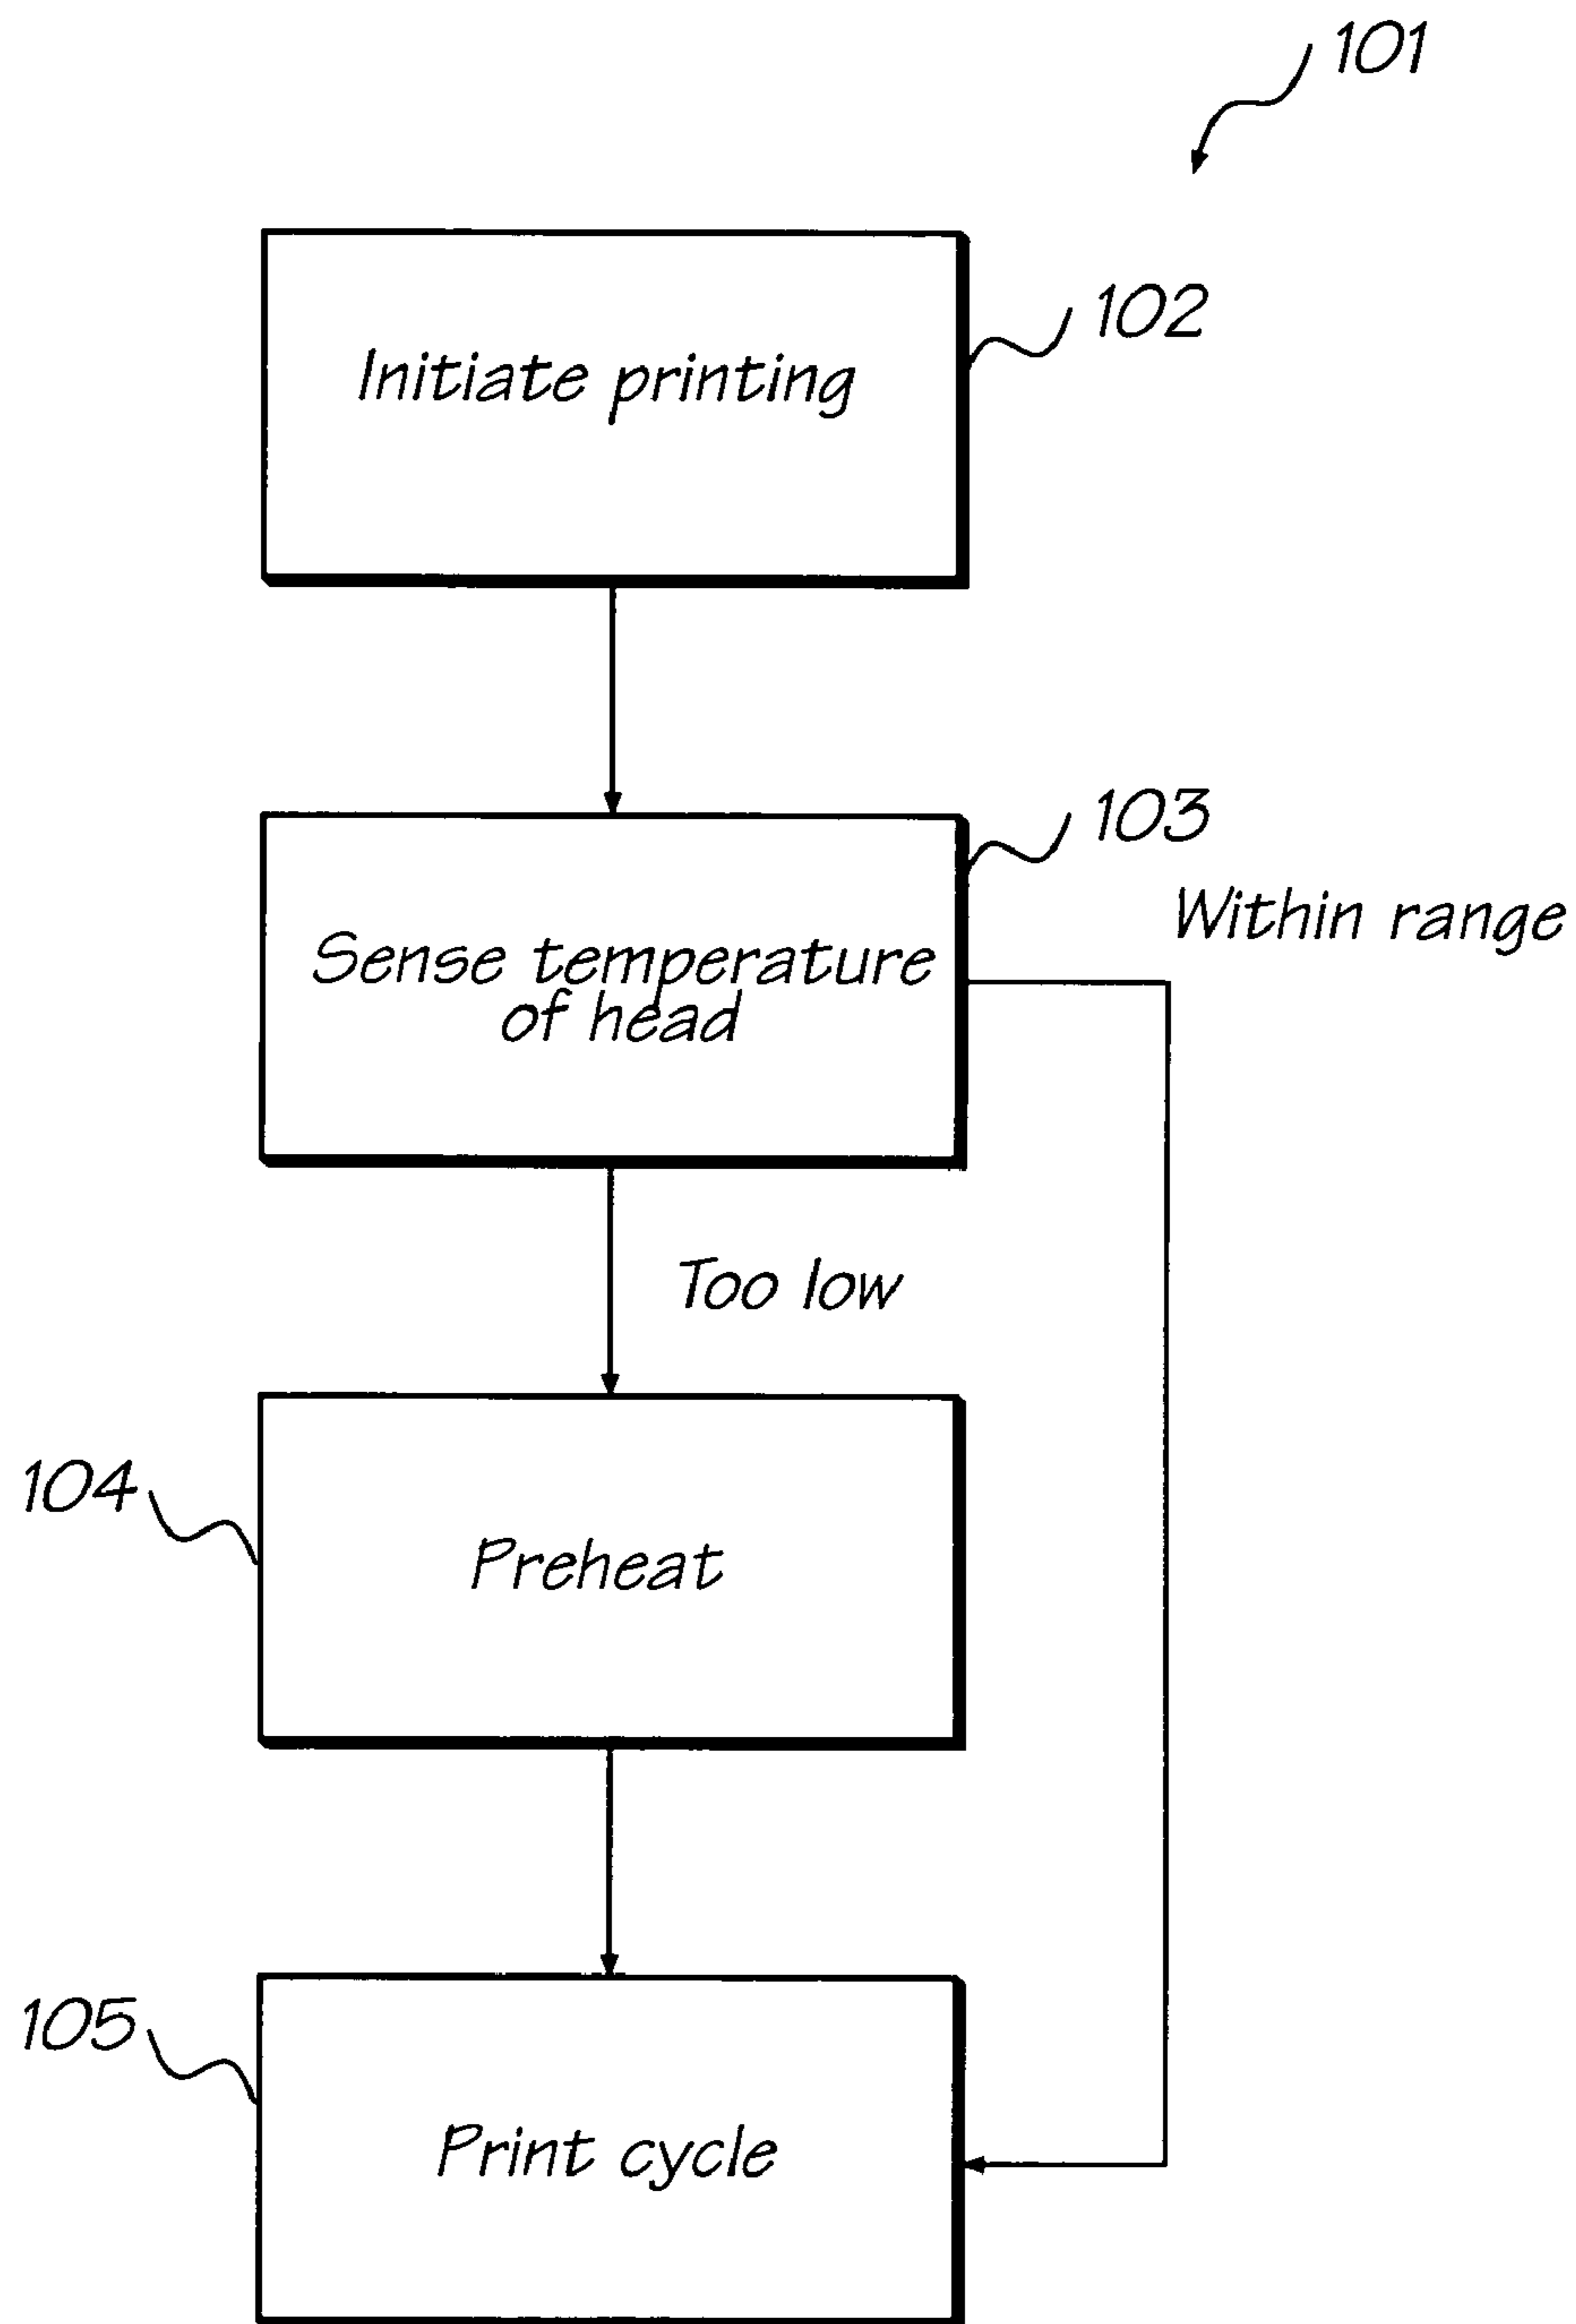 101
102
Initiate printing
103
Within range
Sense temperature
of head
Too low
104
Preheat
105
Print cycle